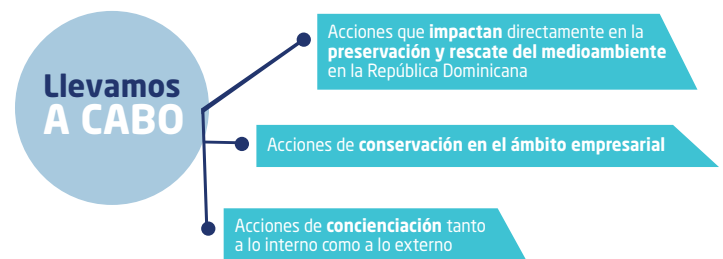 Llevamos
A CABO
Acciones que impactan directamente en la
preservación y rescate del medioambiente
en la República Dominicana
Acciones de conservación en el ámbito empresarial
Acciones de concienciación tanto
a lo interno como a lo externo